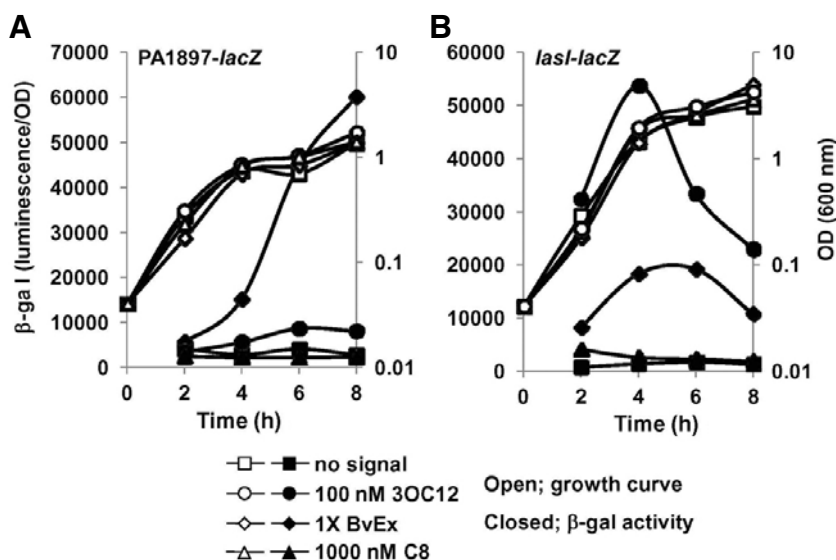 A
PA1897-lacZ
β-ga l (luminescence/OD)
70000
60000
50000
40000
30000
20000
10000
0
10
1
0.1
0.01
0 2 4 6 8
Time (h)
B
lasI-lacZ
60000
50000
40000
30000
20000
10000
0
10
1
0.1
0.01
OD (600 nm)
0 2 4 6 8
Time (h)
no signal
100 nM 3OC12
1X BvEx
1000 nM C8
Open; growth curve
Closed; β-gal activity